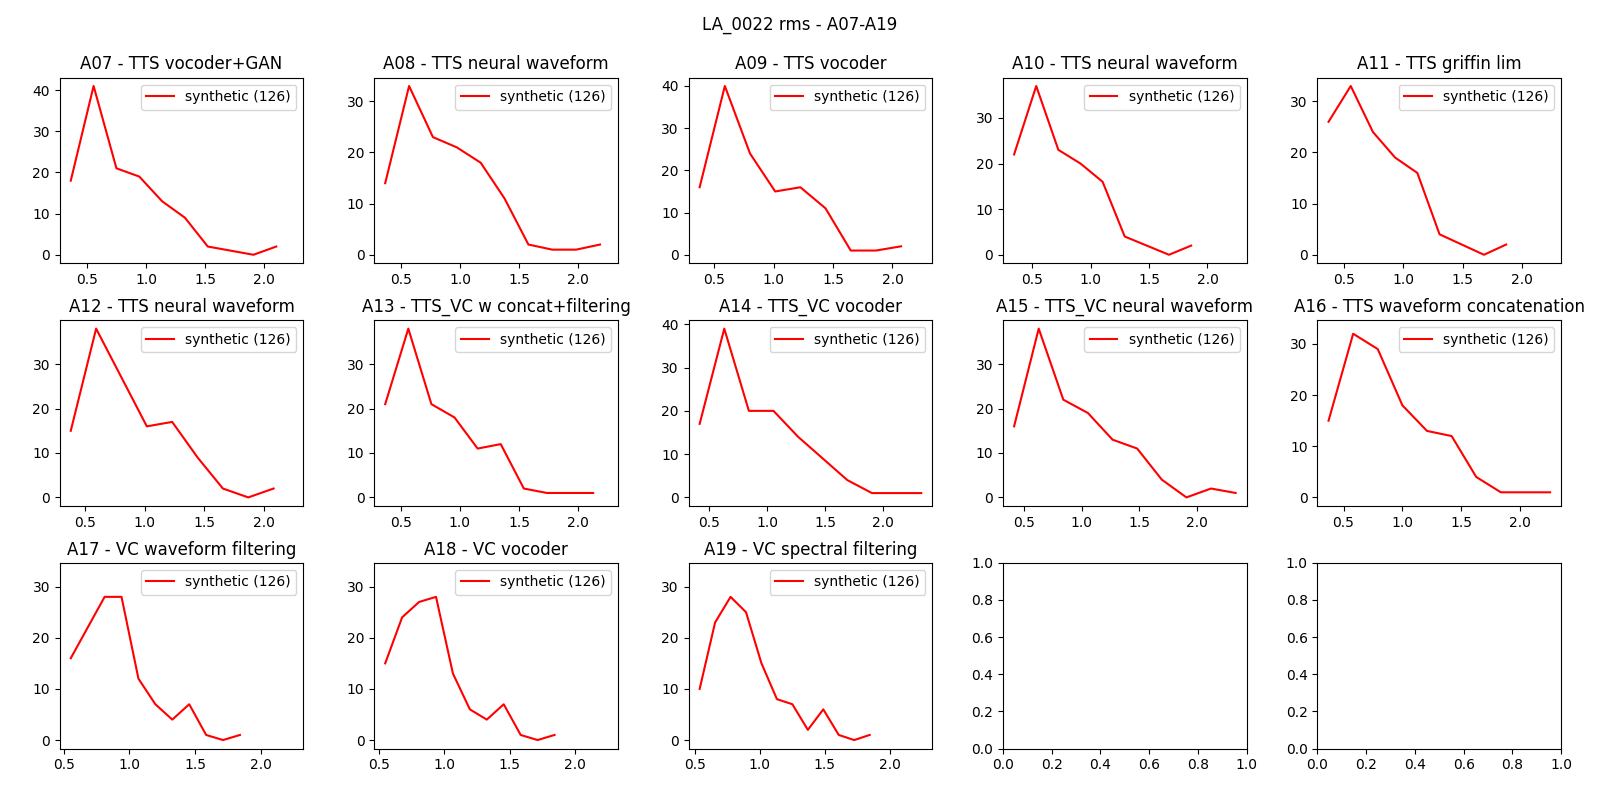 LA_0022 rms - A07-A19
A07 - TTS vocoder+GAN
synthetic (126)
40
30
20
10
0
0.5 1.0 1.5 2.0
A08 - TTS neural waveform
synthetic (126)
30
20
10
0
0.5 1.0 1.5 2.0
A09 - TTS vocoder
synthetic (126)
40
30
20
10
0
0.5 1.0 1.5 2.0
A10 - TTS neural waveform
synthetic (126)
30
20
10
0
0.5 1.0 1.5 2.0
A11 - TTS griffin lim
synthetic (126)
30
20
10
0
0.5 1.0 1.5 2.0
A12 - TTS neural waveform
synthetic (126)
30
20
10
0
0.5 1.0 1.5 2.0
A13 - TTS_VC w concat+filtering
synthetic (126)
30
20
10
0
0.5 1.0 1.5 2.0
A14 - TTS_VC vocoder
synthetic (126)
40
30
20
10
0
0.5 1.0 1.5 2.0
A15 - TTS_VC neural waveform
synthetic (126)
30
20
10
0
0.5 1.0 1.5 2.0
A16 - TTS waveform concatenation
synthetic (126)
30
20
10
0
0.5 1.0 1.5 2.0
A17 - VC waveform filtering
synthetic (126)
30
20
10
0
0.5 1.0 1.5 2.0
A18 - VC vocoder
synthetic (126)
30
20
10
0
0.5 1.0 1.5 2.0
A19 - VC spectral filtering
synthetic (126)
30
20
10
0
0.5 1.0 1.5 2.0
1.0
0.8
0.6
0.4
0.2
0.0
0.0 0.2 0.4 0.6 0.8 1.0
1.0
0.8
0.6
0.4
0.2
0.0
0.0 0.2 0.4 0.6 0.8 1.0